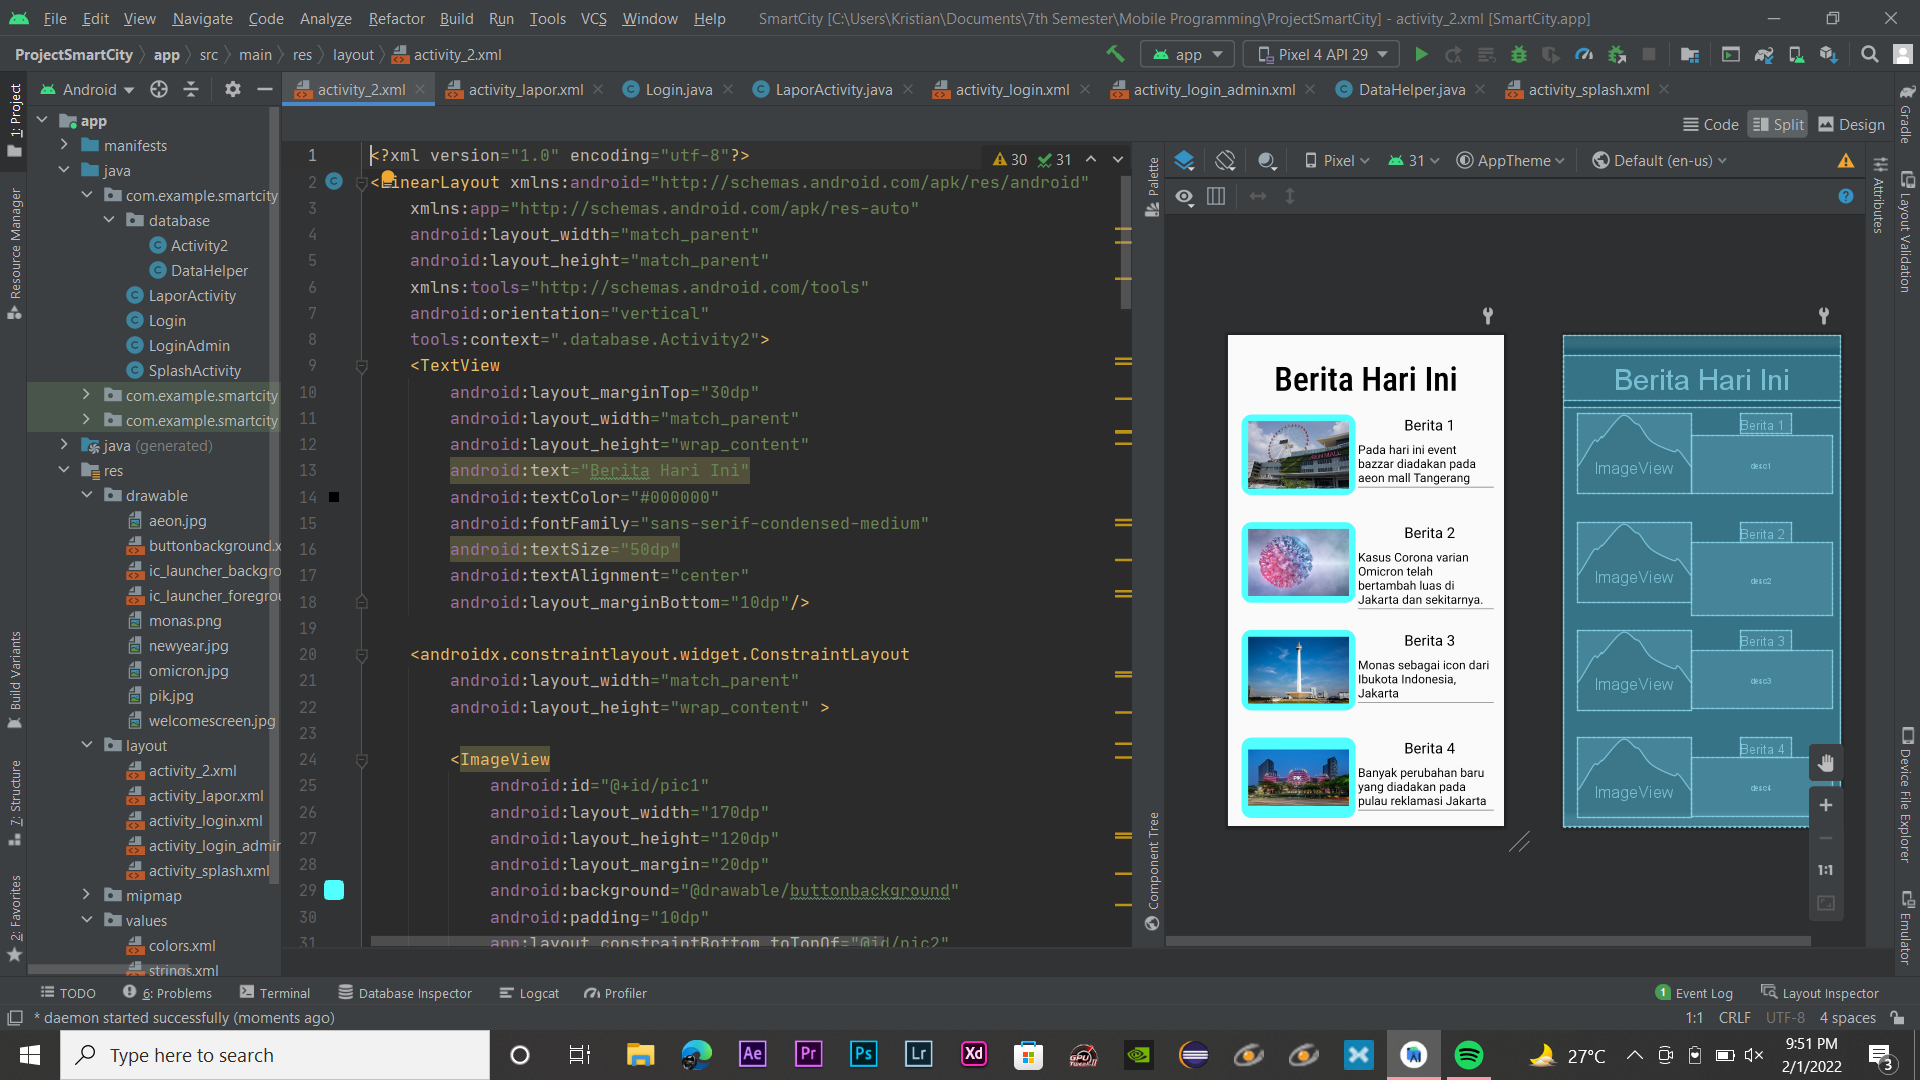 File Edit View Navigate Code Analyze Refactor Build Run Tools VCS Window Help SmartCity [C:\Users\Kristian\Documents\7th Semester\Mobile Programming\ProjectSmartCity] - activity_2.xml [SmartCity.app]
ProjectSmartCity app src main res layout activity_2.xml
app Pixel 4 API 29
Android
activity_2.xml activity_lapor.xml Login.java LaporActivity.java activity_login.xml activity_login_admin.xml DataHelper.java activity_splash.xml
Code Split Design
1: Project
Resource Manager
Build Variants
7: Structure
2: Favorites
app
manifests
java
com.example.smartcity
database
Activity2
DataHelper
LaporActivity
Login
LoginAdmin
SplashActivity
com.example.smartcity
com.example.smartcity
java (generated)
res
drawable
aeon.jpg
buttonbackground.x
ic_launcher_backgro
ic_launcher_foregrou
monas.png
newyear.jpg
omicron.jpg
pik.jpg
welcomescreen.jpg
layout
activity_2.xml
activity_lapor.xml
activity_login.xml
activity_login_admin
activity_splash.xml
mipmap
values
colors.xml
strings.xml
30 31
1 <?xml version="1.0" encoding="utf-8"?>
2 <LinearLayout xmlns:android="http://schemas.android.com/apk/res/android"
3 xmlns:app="http://schemas.android.com/apk/res-auto"
4 android:layout_width="match_parent"
5 android:layout_height="match_parent"
6 xmlns:tools="http://schemas.android.com/tools"
7 android:orientation="vertical"
8 tools:context=".database.Activity2">
9 <TextView
10 android:layout_marginTop="30dp"
11 android:layout_width="match_parent"
12 android:layout_height="wrap_content"
13 android:text="Berita Hari Ini"
14 android:textColor="#000000"
15 android:fontFamily="sans-serif-condensed-medium"
16 android:textSize="50dp"
17 android:textAlignment="center"
18 android:layout_marginBottom="10dp"/>
19
20 <androidx.constraintlayout.widget.ConstraintLayout
21 android:layout_width="match_parent"
22 android:layout_height="wrap_content" >
23
24 <ImageView
25 android:id="@+id/pic1"
26 android:layout_width="170dp"
27 android:layout_height="120dp"
28 android:layout_margin="20dp"
29 android:background="@drawable/buttonbackground"
30 android:padding="10dp"
31 app:layout_constraintBottom_toTopOf="@id/pic2"
Palette
Component Tree
Pixel 31 AppTheme Default (en-us)
Berita Hari Ini
Berita 1
Pada hari ini event
bazzar diadakan pada
aeon mall Tangerang
Berita 2
Kasus Corona varian
Omicron telah
bertambah luas di
Jakarta dan sekitarnya.
Berita 3
Monas sebagai icon dari
Ibukota Indonesia,
Jakarta
Berita 4
Banyak perubahan baru
yang diadakan pada
pulau reklamasi Jakarta
Berita Hari Ini
ImageView Berita 1
desc1
ImageView Berita 2
desc2
ImageView Berita 3
desc3
ImageView Berita 4
desc4
1:1
Attributes
Gradle
Layout Validation
Device File Explorer
Emulator
TODO 6: Problems Terminal Database Inspector Logcat Profiler 1 Event Log Layout Inspector
* daemon started successfully (moments ago) 1:1 CRLF UTF-8 4 spaces
Type here to search
Ae Pr Ps Lr Xd
27°C
9:51 PM
2/1/2022
3